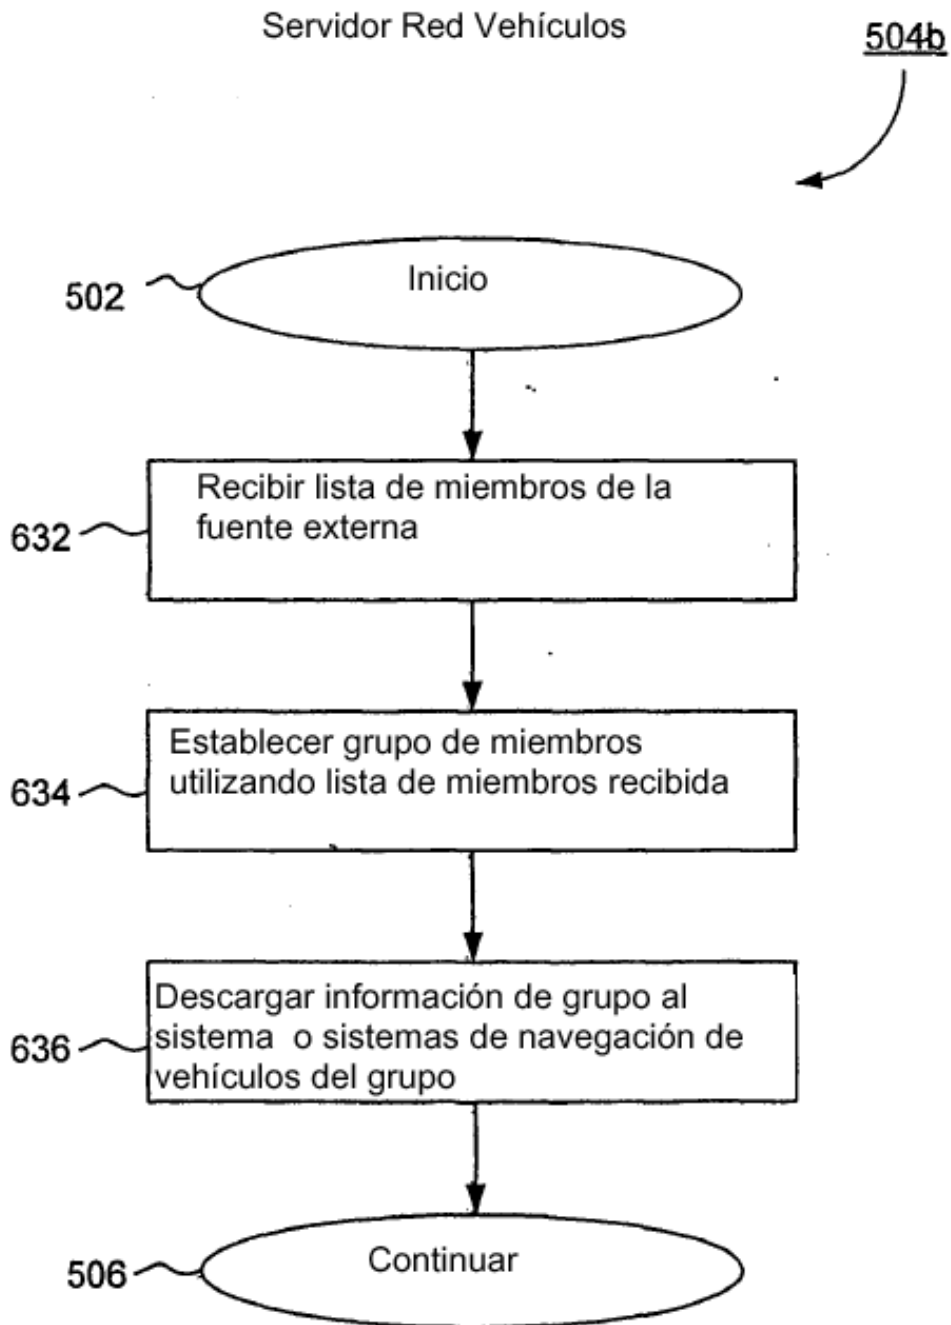 Servidor Red Vehículos
504b
502
Inicio
Recibir lista de miembros de la
fuente externa
632
Establecer grupo de miembros
utilizando lista de miembros recibida
634
Descargar información de grupo al
sistema o sistemas de navegación de
vehículos del grupo
636
Continuar
506